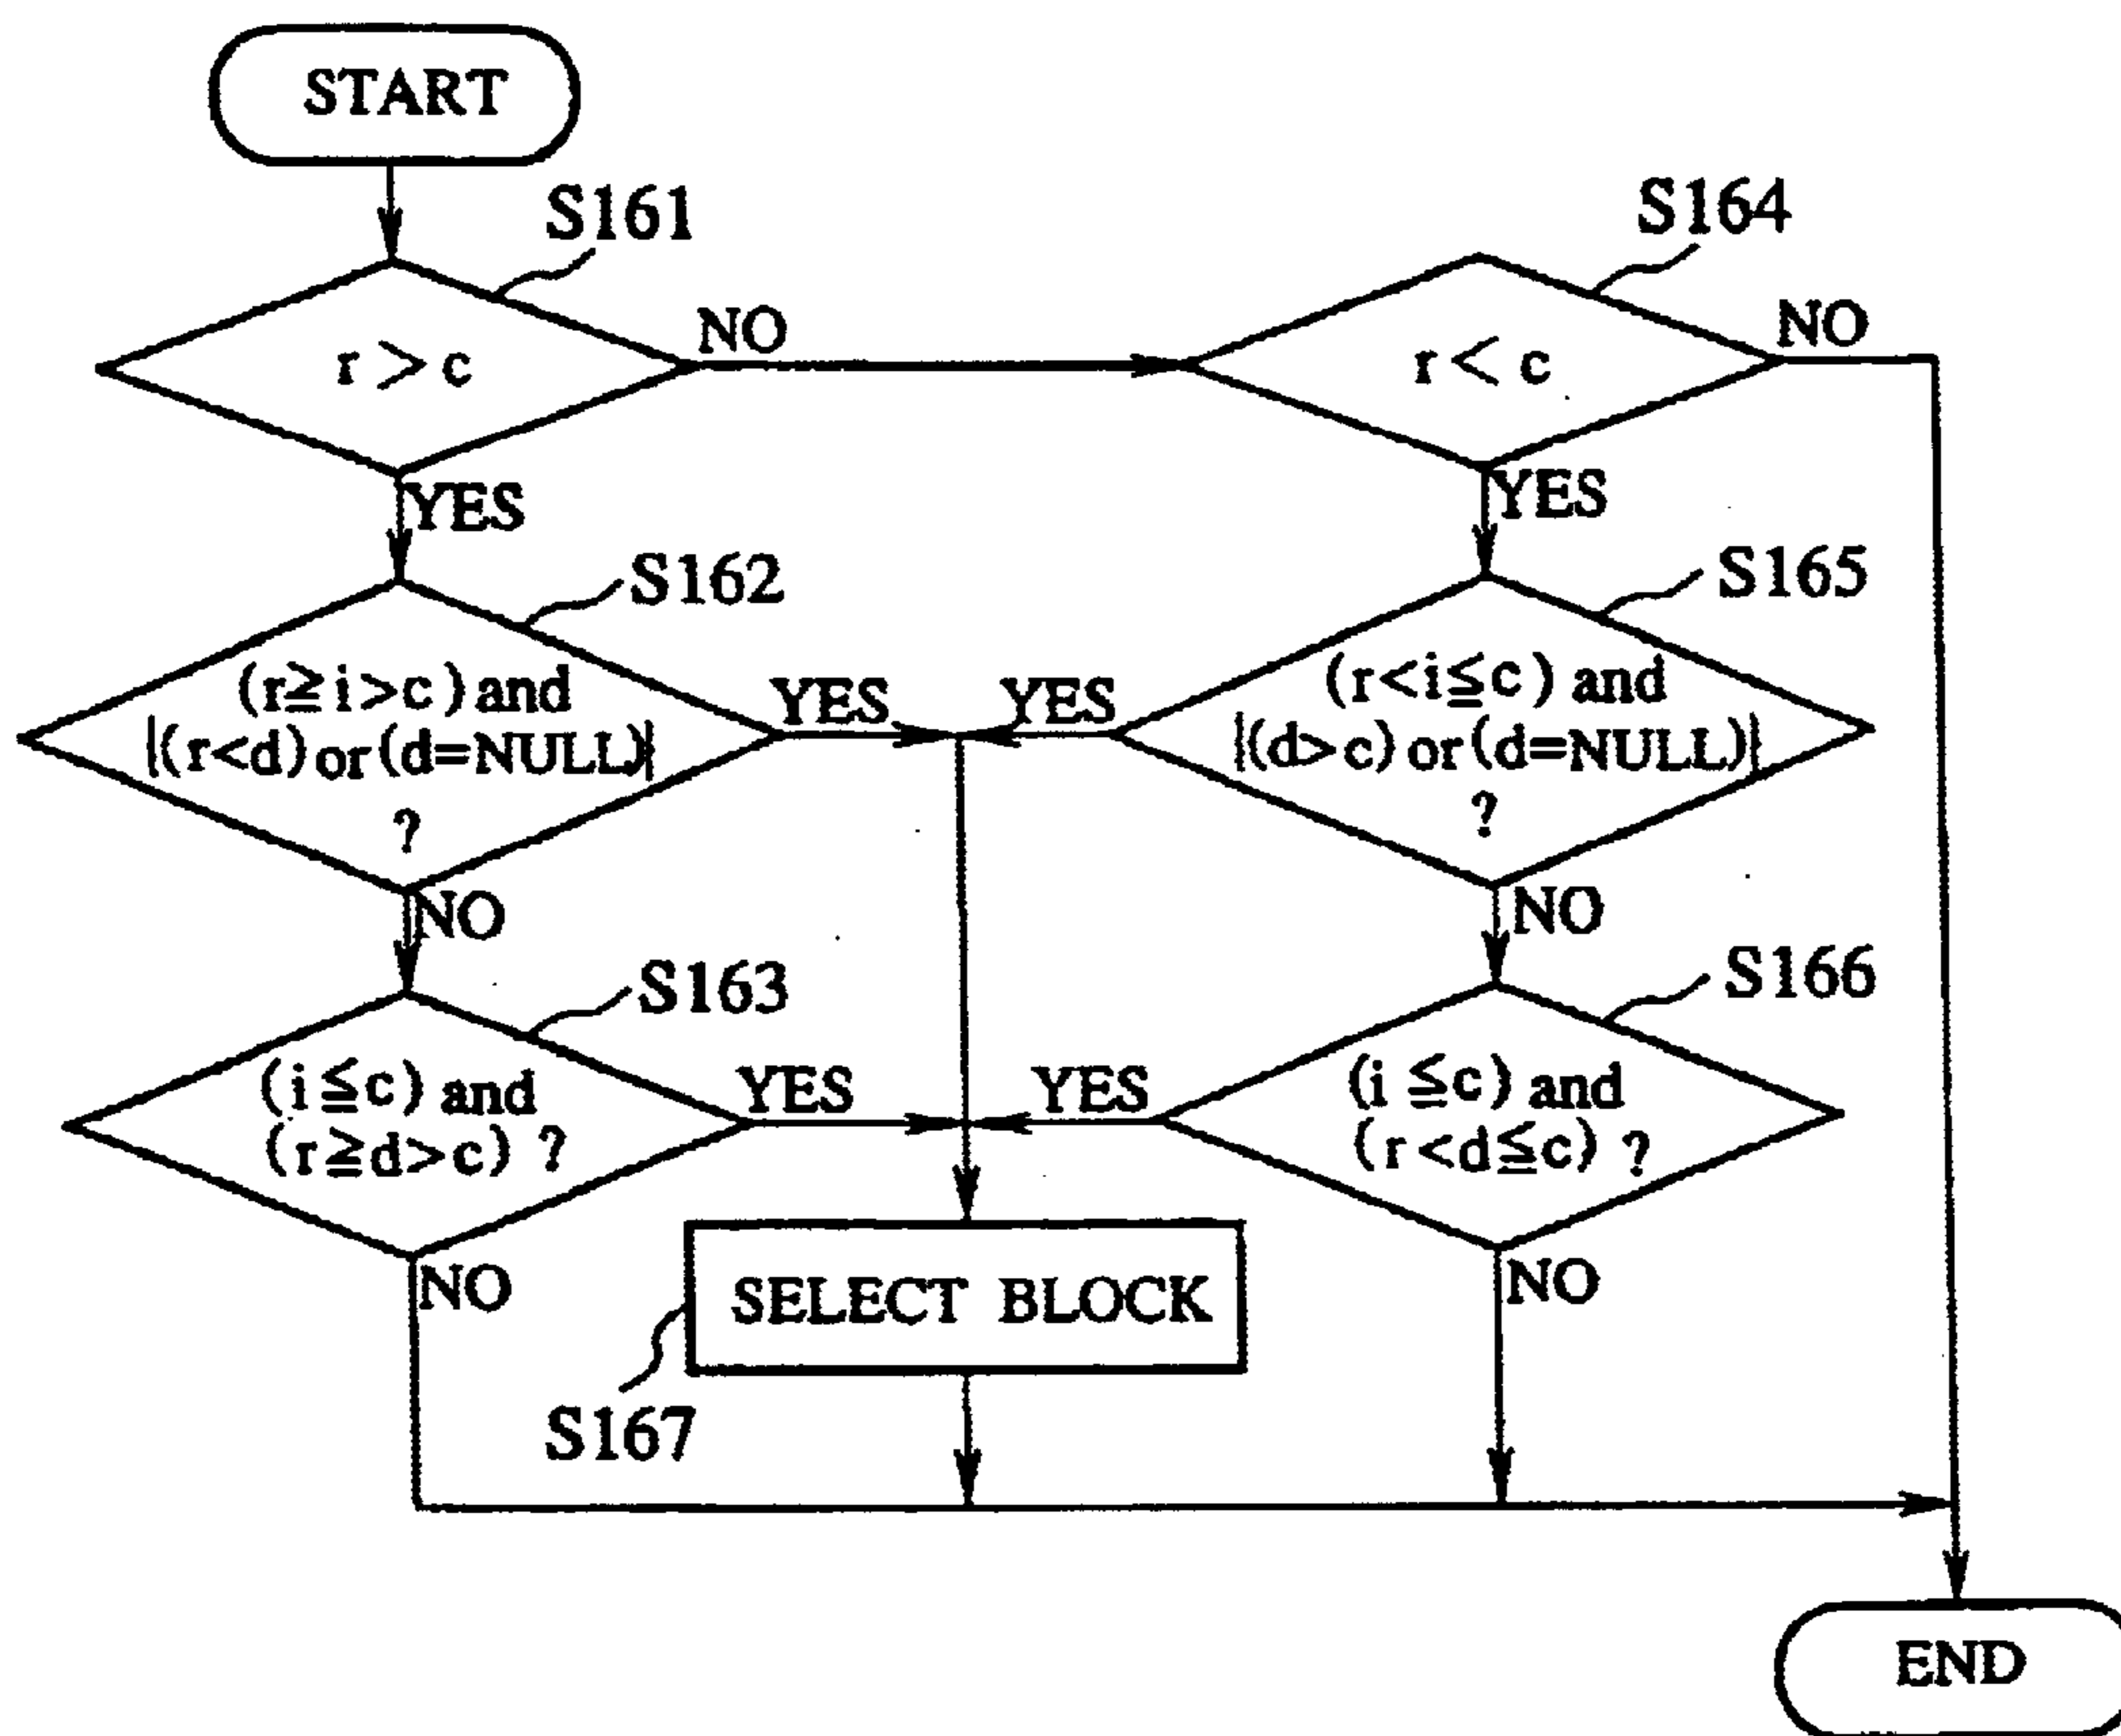 START
S161
r > c
NO
YES
S164
r < c
NO
YES
S162
(r≧i>c) and
{(r<d) or (d=NULL)}
?
YES
NO
S165
(r<i≦c) and
{(d>c) or (d=NULL)}
?
YES
NO
S163
(i≦c) and
(r≧d>c) ?
YES
NO
S166
(i ≦c) and
(r<d≦c) ?
YES
NO
SELECT BLOCK
S167
END